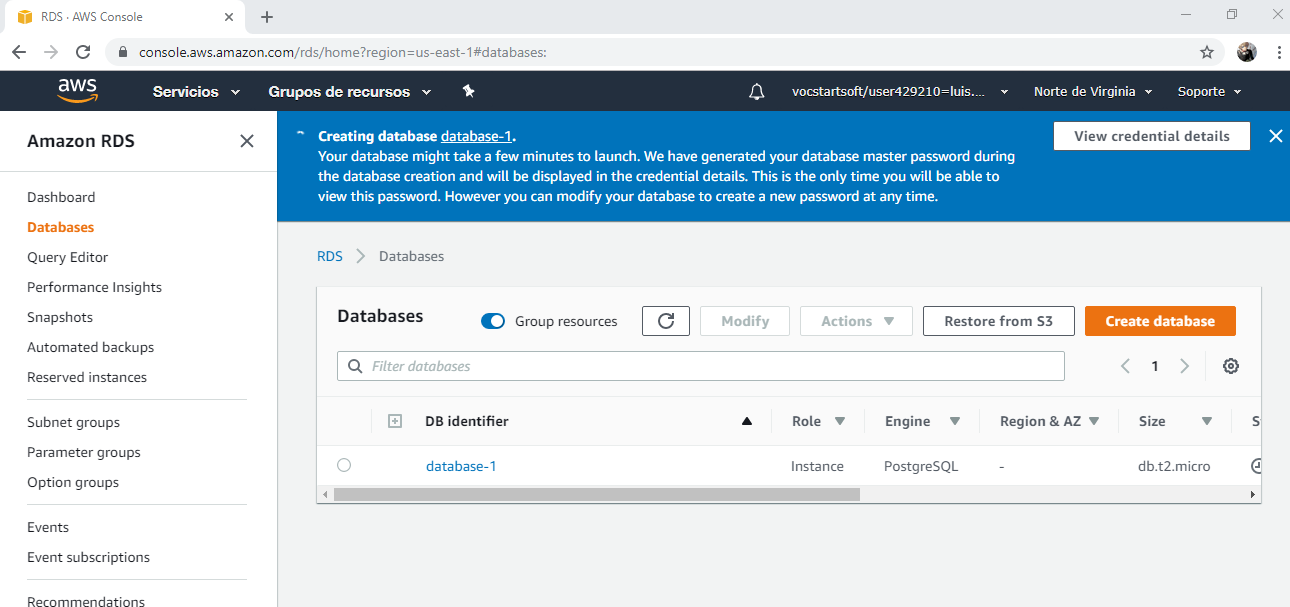 RDS · AWS Console
console.aws.amazon.com/rds/home?region=us-east-1#databases:
aws
Servicios
Grupos de recursos
vocstartsoft/user429210=luis....
Norte de Virginia
Soporte
Amazon RDS
Dashboard
Databases
Query Editor
Performance Insights
Snapshots
Automated backups
Reserved instances
Subnet groups
Parameter groups
Option groups
Events
Event subscriptions
Recommendations
Creating database database-1.
Your database might take a few minutes to launch. We have generated your database master password during
the database creation and will be displayed in the credential details. This is the only time you will be able to
view this password. However you can modify your database to create a new password at any time.
View credential details
RDS
Databases
Databases
Group resources
Modify
Actions
Restore from S3
Create database
Filter databases
1
DB identifier
Role
Engine
Region & AZ
Size
database-1
Instance
PostgreSQL
-
db.t2.micro